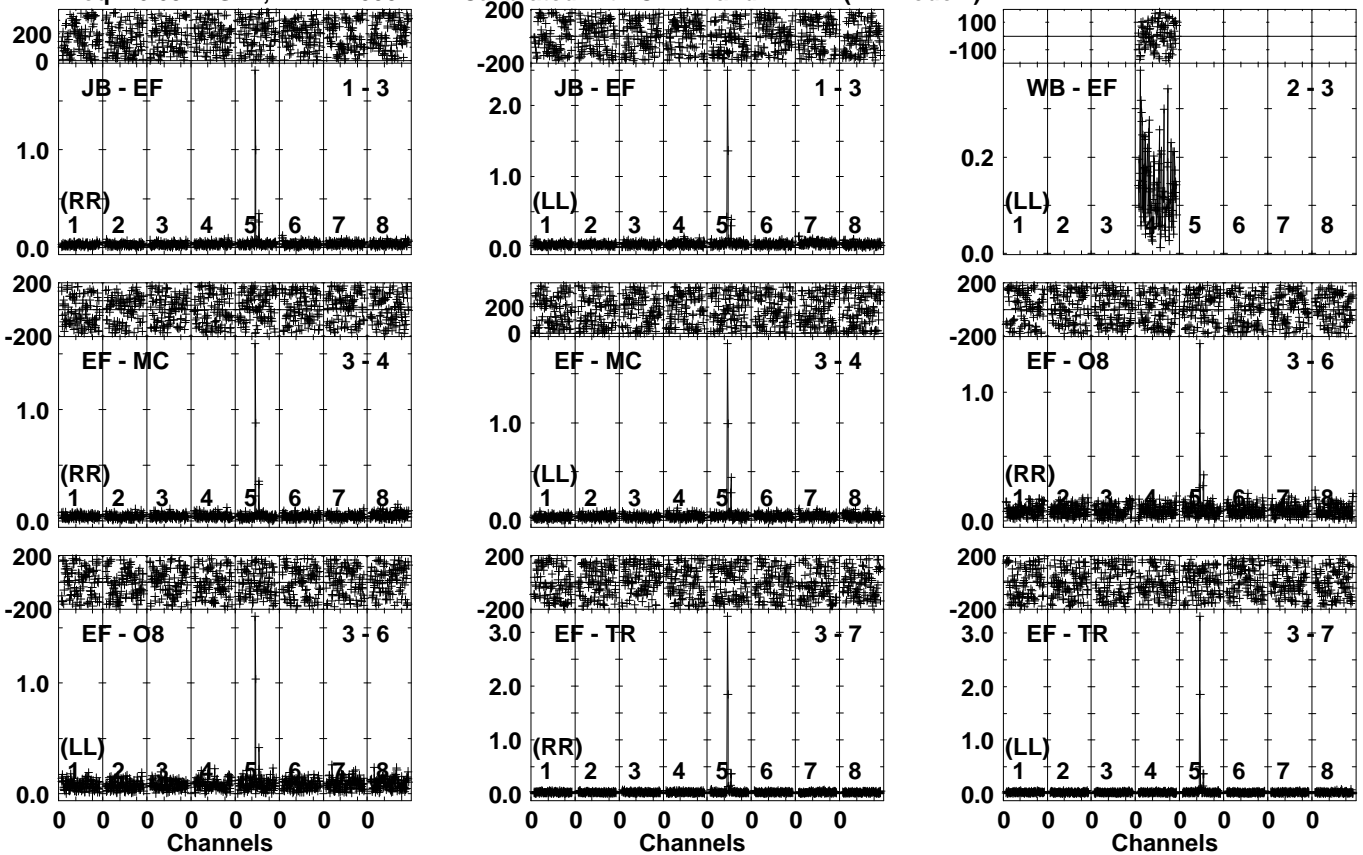 200
0
JB - EF 1 - 3
1.0
(RR)
1 2 3 4 5 6 7 8
0.0
200
-200
JB - EF 1 - 3
2.0
1.0
(LL)
1 2 3 4 5 6 7 8
0.0
100
-100
WB - EF 2 - 3
0.2
(LL)
1 2 3 4 5 6 7 8
0.0
200
-200
EF - MC 3 - 4
1.0
(RR)
1 2 3 4 5 6 7 8
0.0
200
0
EF - MC 3 - 4
1.0
(LL)
1 2 3 4 5 6 7 8
0.0
200
-200
EF - O8 3 - 6
1.0
(RR)
1 2 3 4 5 6 7 8
0.0
200
-200
EF - O8 3 - 6
1.0
(LL)
1 2 3 4 5 6 7 8
0.0
0 0 0 0 0 0 0 0
Channels
200
-200
EF - TR 3 - 7
3.0
2.0
1.0
(RR)
1 2 3 4 5 6 7 8
0.0
0 0 0 0 0 0 0 0
Channels
200
-200
EF - TR 3 - 7
3.0
2.0
1.0
(LL)
1 2 3 4 5 6 7 8
0.0
0 0 0 0 0 0 0 0
Channels